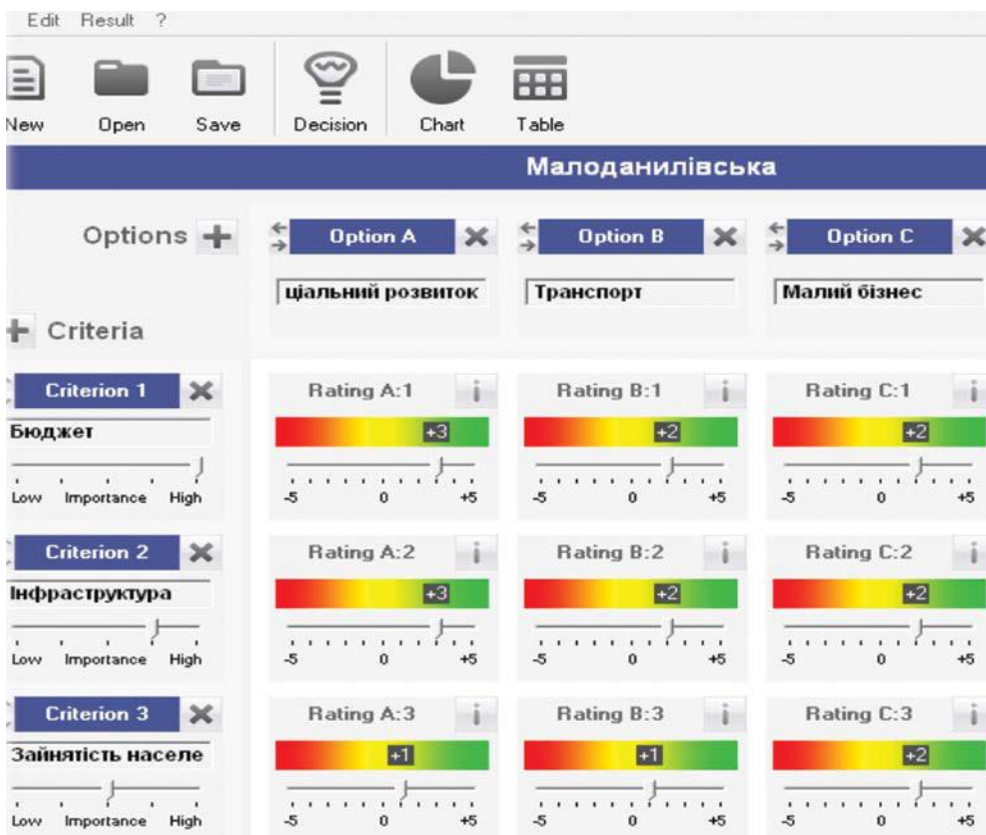 Edit Result ?
New Open Save Decision Chart Table
Малоданилівська
Options Option A Option B Option C
ціальний розвиток Транспорт Малий бізнес
Criteria
Criterion 1 Rating A:1 i Rating B:1 i Rating C:1 i
Бюджет +3 +2 +2
Low Importance High -5 0 +5 -5 0 +5 -5 0 +5
Criterion 2 Rating A:2 i Rating B:2 i Rating C:2 i
Інфраструктура +3 +2 +2
Low Importance High -5 0 +5 -5 0 +5 -5 0 +5
Criterion 3 Rating A:3 i Rating B:3 i Rating C:3 i
Зайнятість населе +1 +1 +2
Low Importance High -5 0 +5 -5 0 +5 -5 0 +5